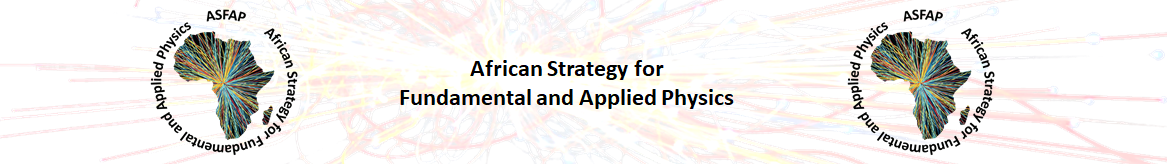 ASFAP
African Strategy for Fundamental and Applied Physics
African Strategy for
Fundamental and Applied Physics
ASFAP
African Strategy for Fundamental and Applied Physics